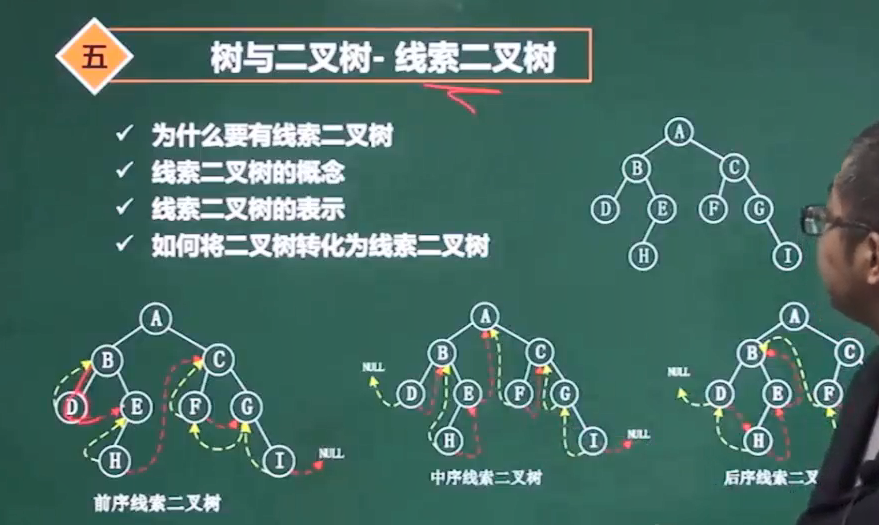 五
树与二叉树- 线索二叉树
✓ 为什么要有线索二叉树
✓ 线索二叉树的概念
✓ 线索二叉树的表示
✓ 如何将二叉树转化为线索二叉树
A
B C
D E F G
H I
A
B C
D E F G
H I NULL
前序线索二叉树
A
NULL B C
D E F G
H I NULL
中序线索二叉树
A
NULL B C
D E F
H
后序线索二叉